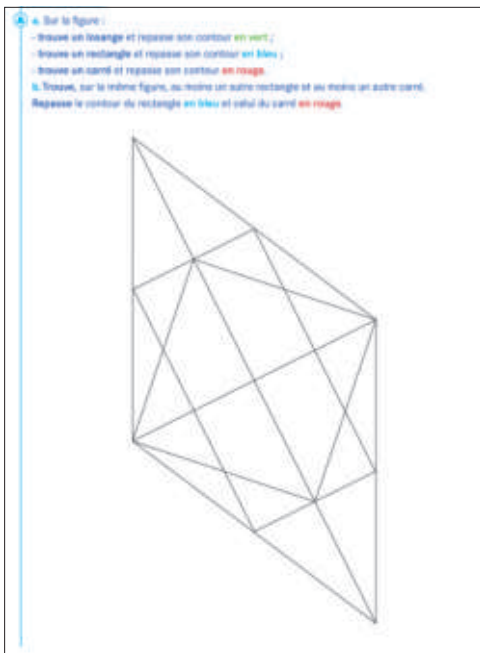 A a. Sur la figure :
- trouve un losange et repasse son contour en vert ;
- trouve un rectangle et repasse son contour en bleu ;
- trouve un carré et repasse son contour en rouge.
b. Trouve, sur la même figure, au moins un autre rectangle et au moins un autre carré.
Repasse le contour du rectangle en bleu et celui du carré en rouge.